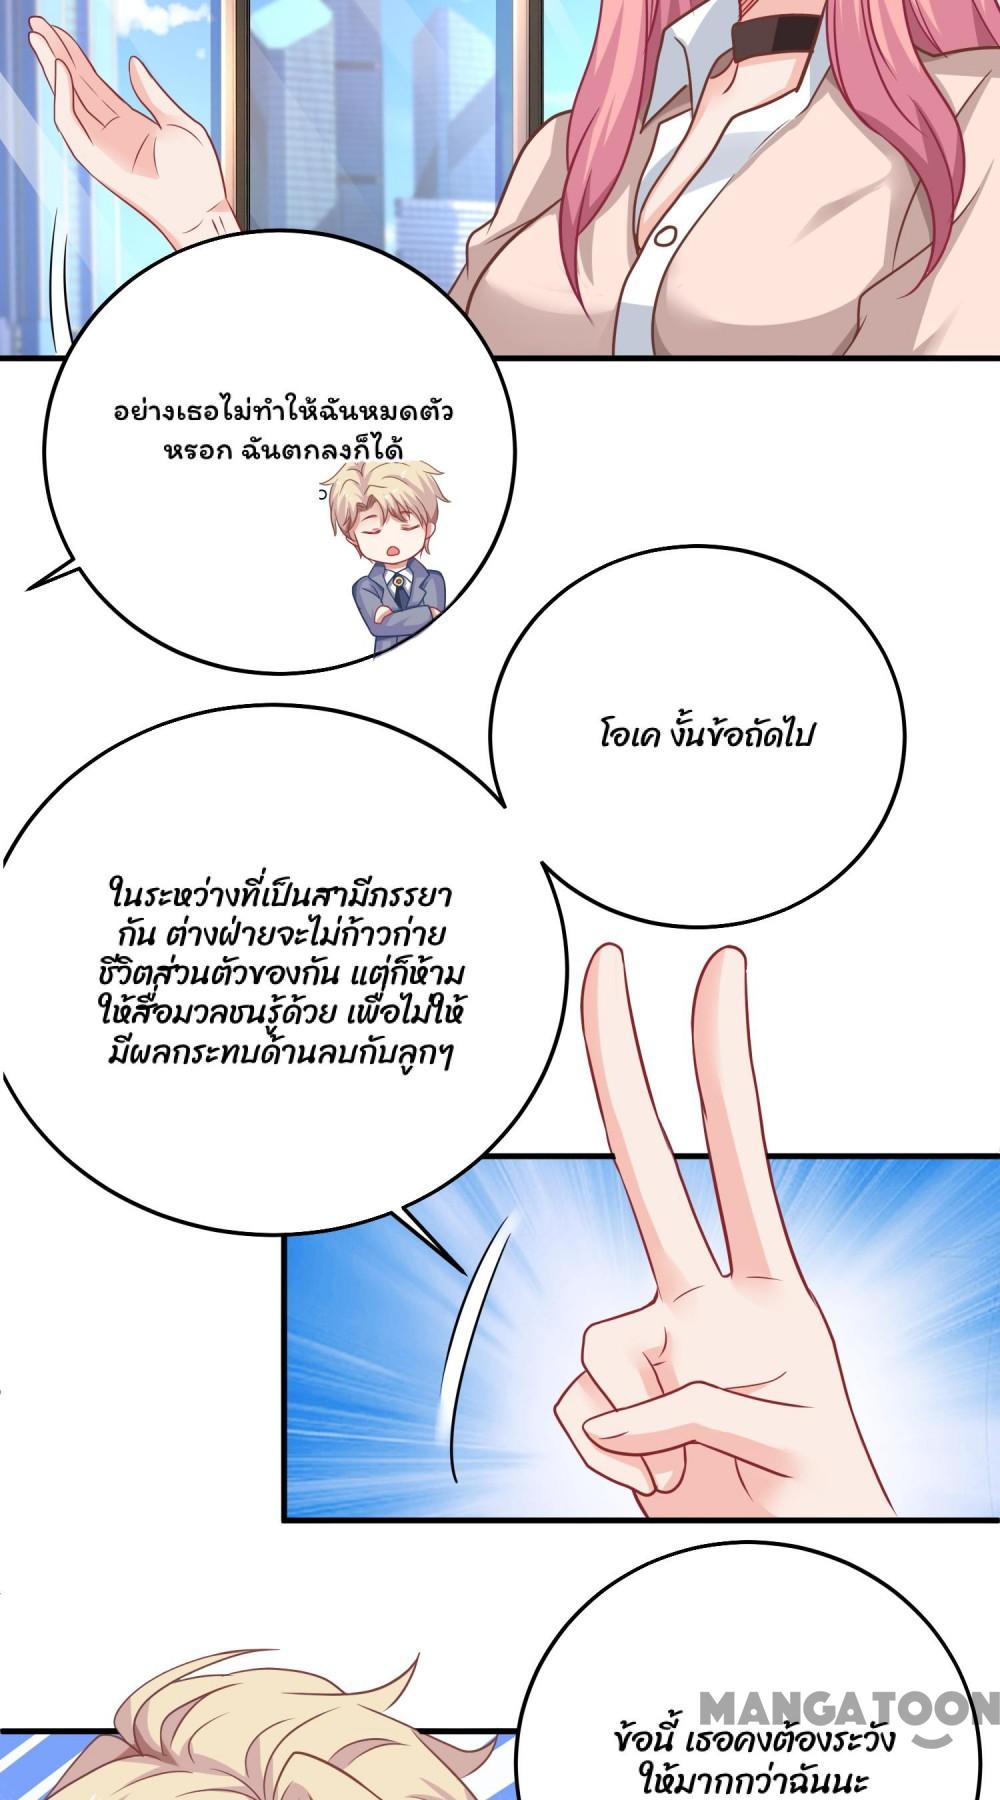 อย่างเธอไม่ทำให้ฉันหมดตัว
หรอก ฉันตกลงก็ได้
โอเค งั้นข้อถัดไป
ในระหว่างที่เป็นสามีภรรยา
กัน ต่างฝ่ายจะไม่ก้าวก่าย
ชีวิตส่วนตัวของกัน แต่ก็ห้าม
ให้สื่อมวลชนรู้ด้วย เพื่อไม่ให้
มีผลกระทบด้านลบกับลูกๆ
MANGATOON
ข้อนี้ เธอคงต้องระวัง
ให้มากกว่าฉันนะ